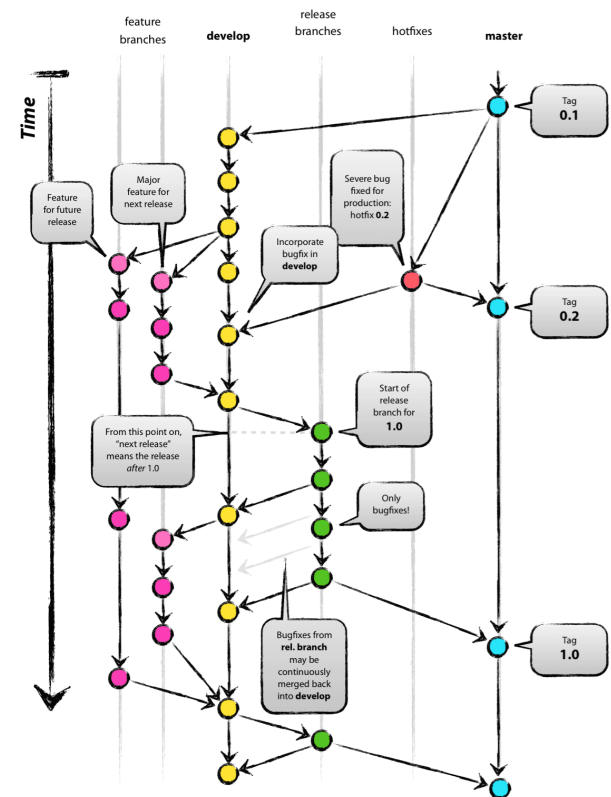 feature
branches
develop
release
branches
hotfixes
master
Time
Tag
0.1
Major
feature for
next release
Severe bug
fixed for
production:
hotfix 0.2
Feature
for future
release
Incorporate
bugfix in
develop
Tag
0.2
Start of
release
branch for
1.0
From this point on,
“next release”
means the release
after 1.0
Only
bugfixes!
Bugfixes from
rel. branch
may be
continuously
merged back
into develop
Tag
1.0